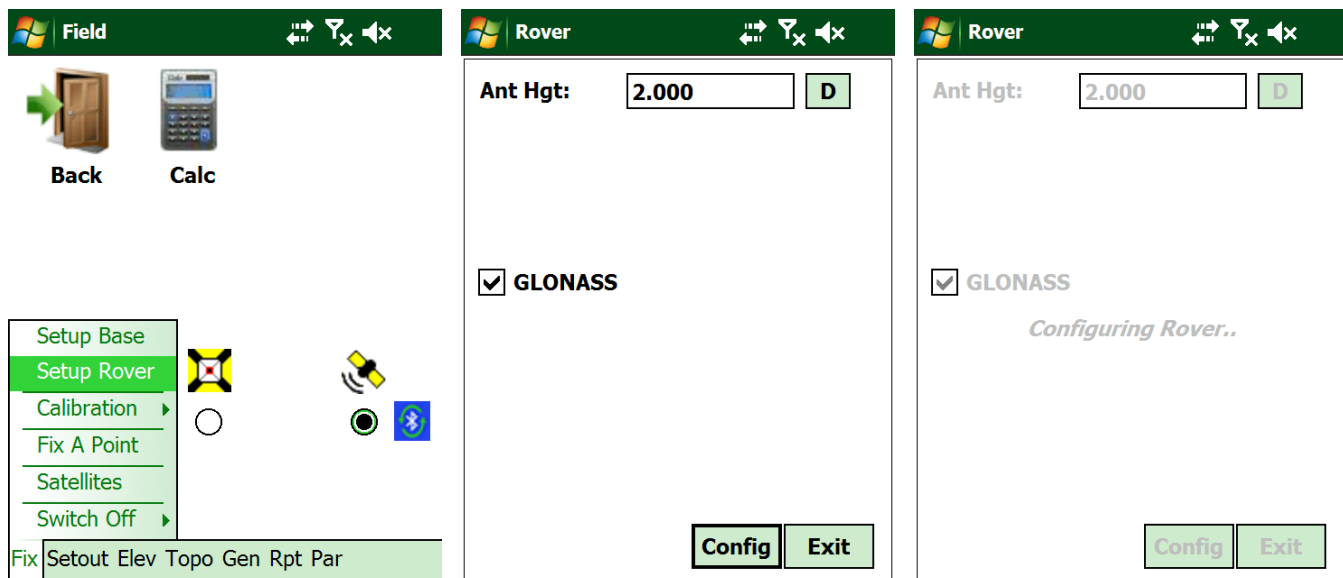 Field
Back Calc
Setup Base
Setup Rover
Calibration
Fix A Point
Satellites
Switch Off
Fix Setout Elev Topo Gen Rpt Par
Rover
Ant Hgt: 2.000 D
GLONASS
Config Exit
Rover
Ant Hgt: 2.000 D
GLONASS
Configuring Rover..
Config Exit